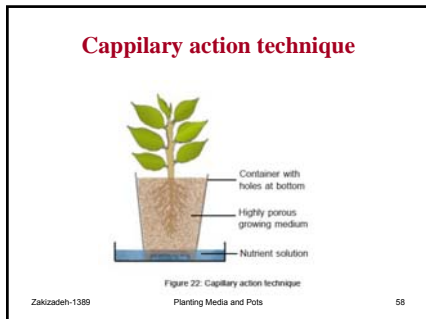 Cappilary action technique
Container with
holes at bottom
Highly porous
growing medium
Nutrient solution
Figure 22: Capillary action technique
Zakizadeh-1389 Planting Media and Pots 58